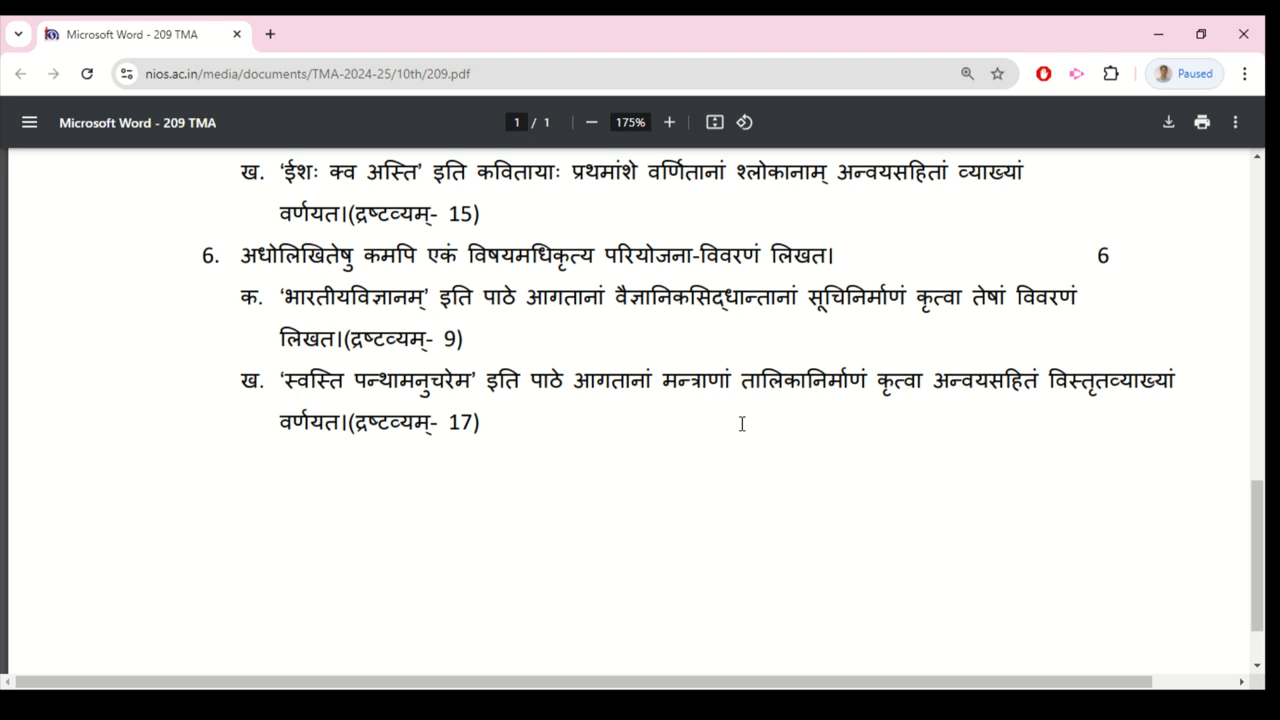 Microsoft Word - 209 TMA
nios.ac.in/media/documents/TMA-2024-25/10th/209.pdf
Paused
Microsoft Word - 209 TMA
1 / 1
175%
ख. ‘ईशः क्व अस्ति’ इति कवितायाः प्रथमांशे वर्णितानां श्लोकानाम् अन्वयसहितां व्याख्यां
वर्णयत।(द्रष्टव्यम्- 15)
6. अधोलिखितेषु कमपि एकं विषयमधिकृत्य परियोजना-विवरणं लिखत। 6
क. ‘भारतीयविज्ञानम्’ इति पाठे आगतानां वैज्ञानिकसिद्धान्तानां सूचिनिर्माणं कृत्वा तेषां विवरणं
लिखत।(द्रष्टव्यम्- 9)
ख. ‘स्वस्ति पन्थामनुचरेम’ इति पाठे आगतानां मन्त्राणां तालिकानिर्माणं कृत्वा अन्वयसहितं विस्तृतव्याख्यां
वर्णयत।(द्रष्टव्यम्- 17)